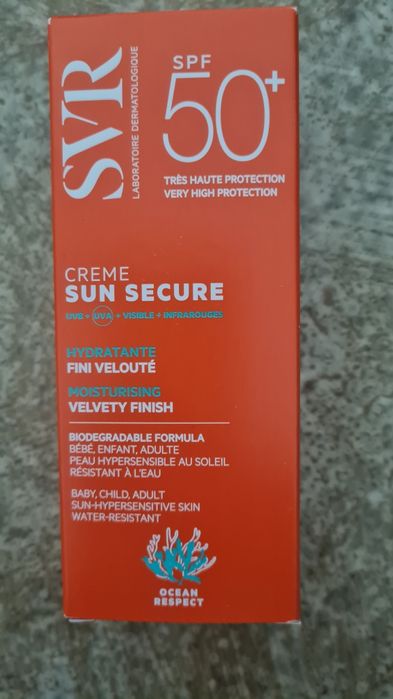 SVR
LABORATOIRE DERMATOLOGIQUE
SPF
50+
TRÈS HAUTE PROTECTION
VERY HIGH PROTECTION
CREME
SUN SECURE
UVB + UVA + VISIBLE + INFRAROUGES
HYDRATANTE
FINI VELOUTÉ
MOISTURISING
VELVETY FINISH
BIODEGRADABLE FORMULA
BÉBÉ, ENFANT, ADULTE
PEAU HYPERSENSIBLE AU SOLEIL
RÉSISTANT À L'EAU
BABY, CHILD, ADULT
SUN-HYPERSENSITIVE SKIN
WATER-RESISTANT
OCEAN
RESPECT